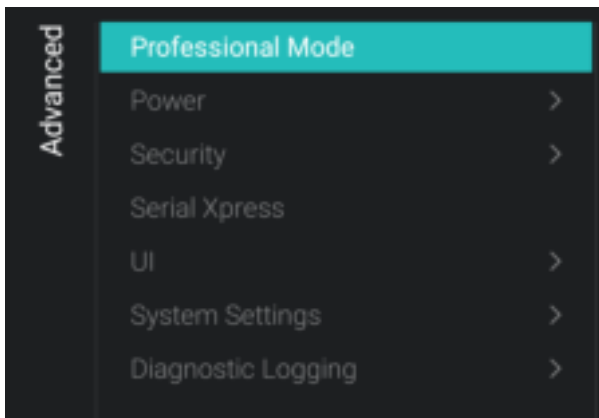 Advanced
Professional Mode
Power
Security
Serial Xpress
UI
System Settings
Diagnostic Logging